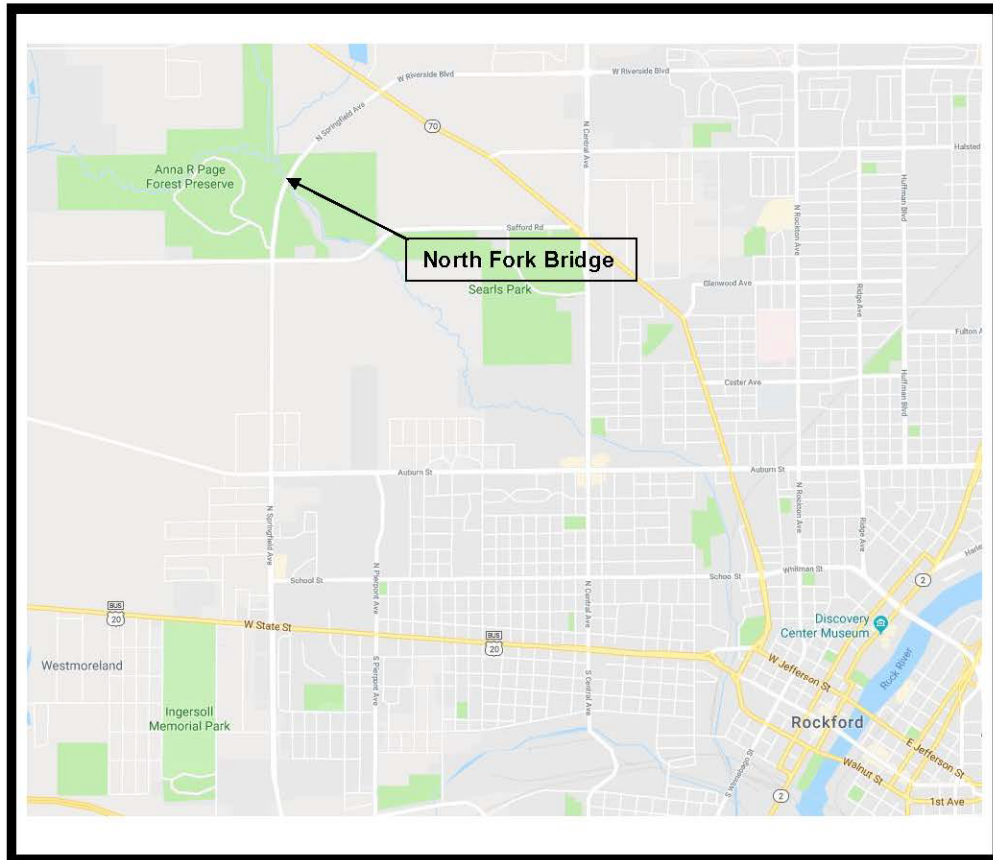 W Riverside Blvd
W Riverside Blvd
N Springfield Ave
70
N Central Ave
Halsted
Anna R Page
Forest Preserve
Huffman Blvd
N Rockton Ave
Safford Rd
North Fork Bridge
Searls Park
Glenwood Ave
Ridge Ave
Fulton A
Custer Ave
Huffman Blvd
Auburn St
Auburn St
N Springfield Ave
N Rockton Ave
Ridge Ave
Harle
N Pierpont Ave
School St
N Central Ave
Schoo St
Whitman St
2
BUS
20
W State St
BUS
20
Discovery
Center Museum
Westmoreland
S Pierpont Ave
S Central Ave
W Jefferson St
Rock River
Ingersoll
Memorial Park
Rockford
E Jefferson St
S Winnebago St
Walnut St
2
1st Ave